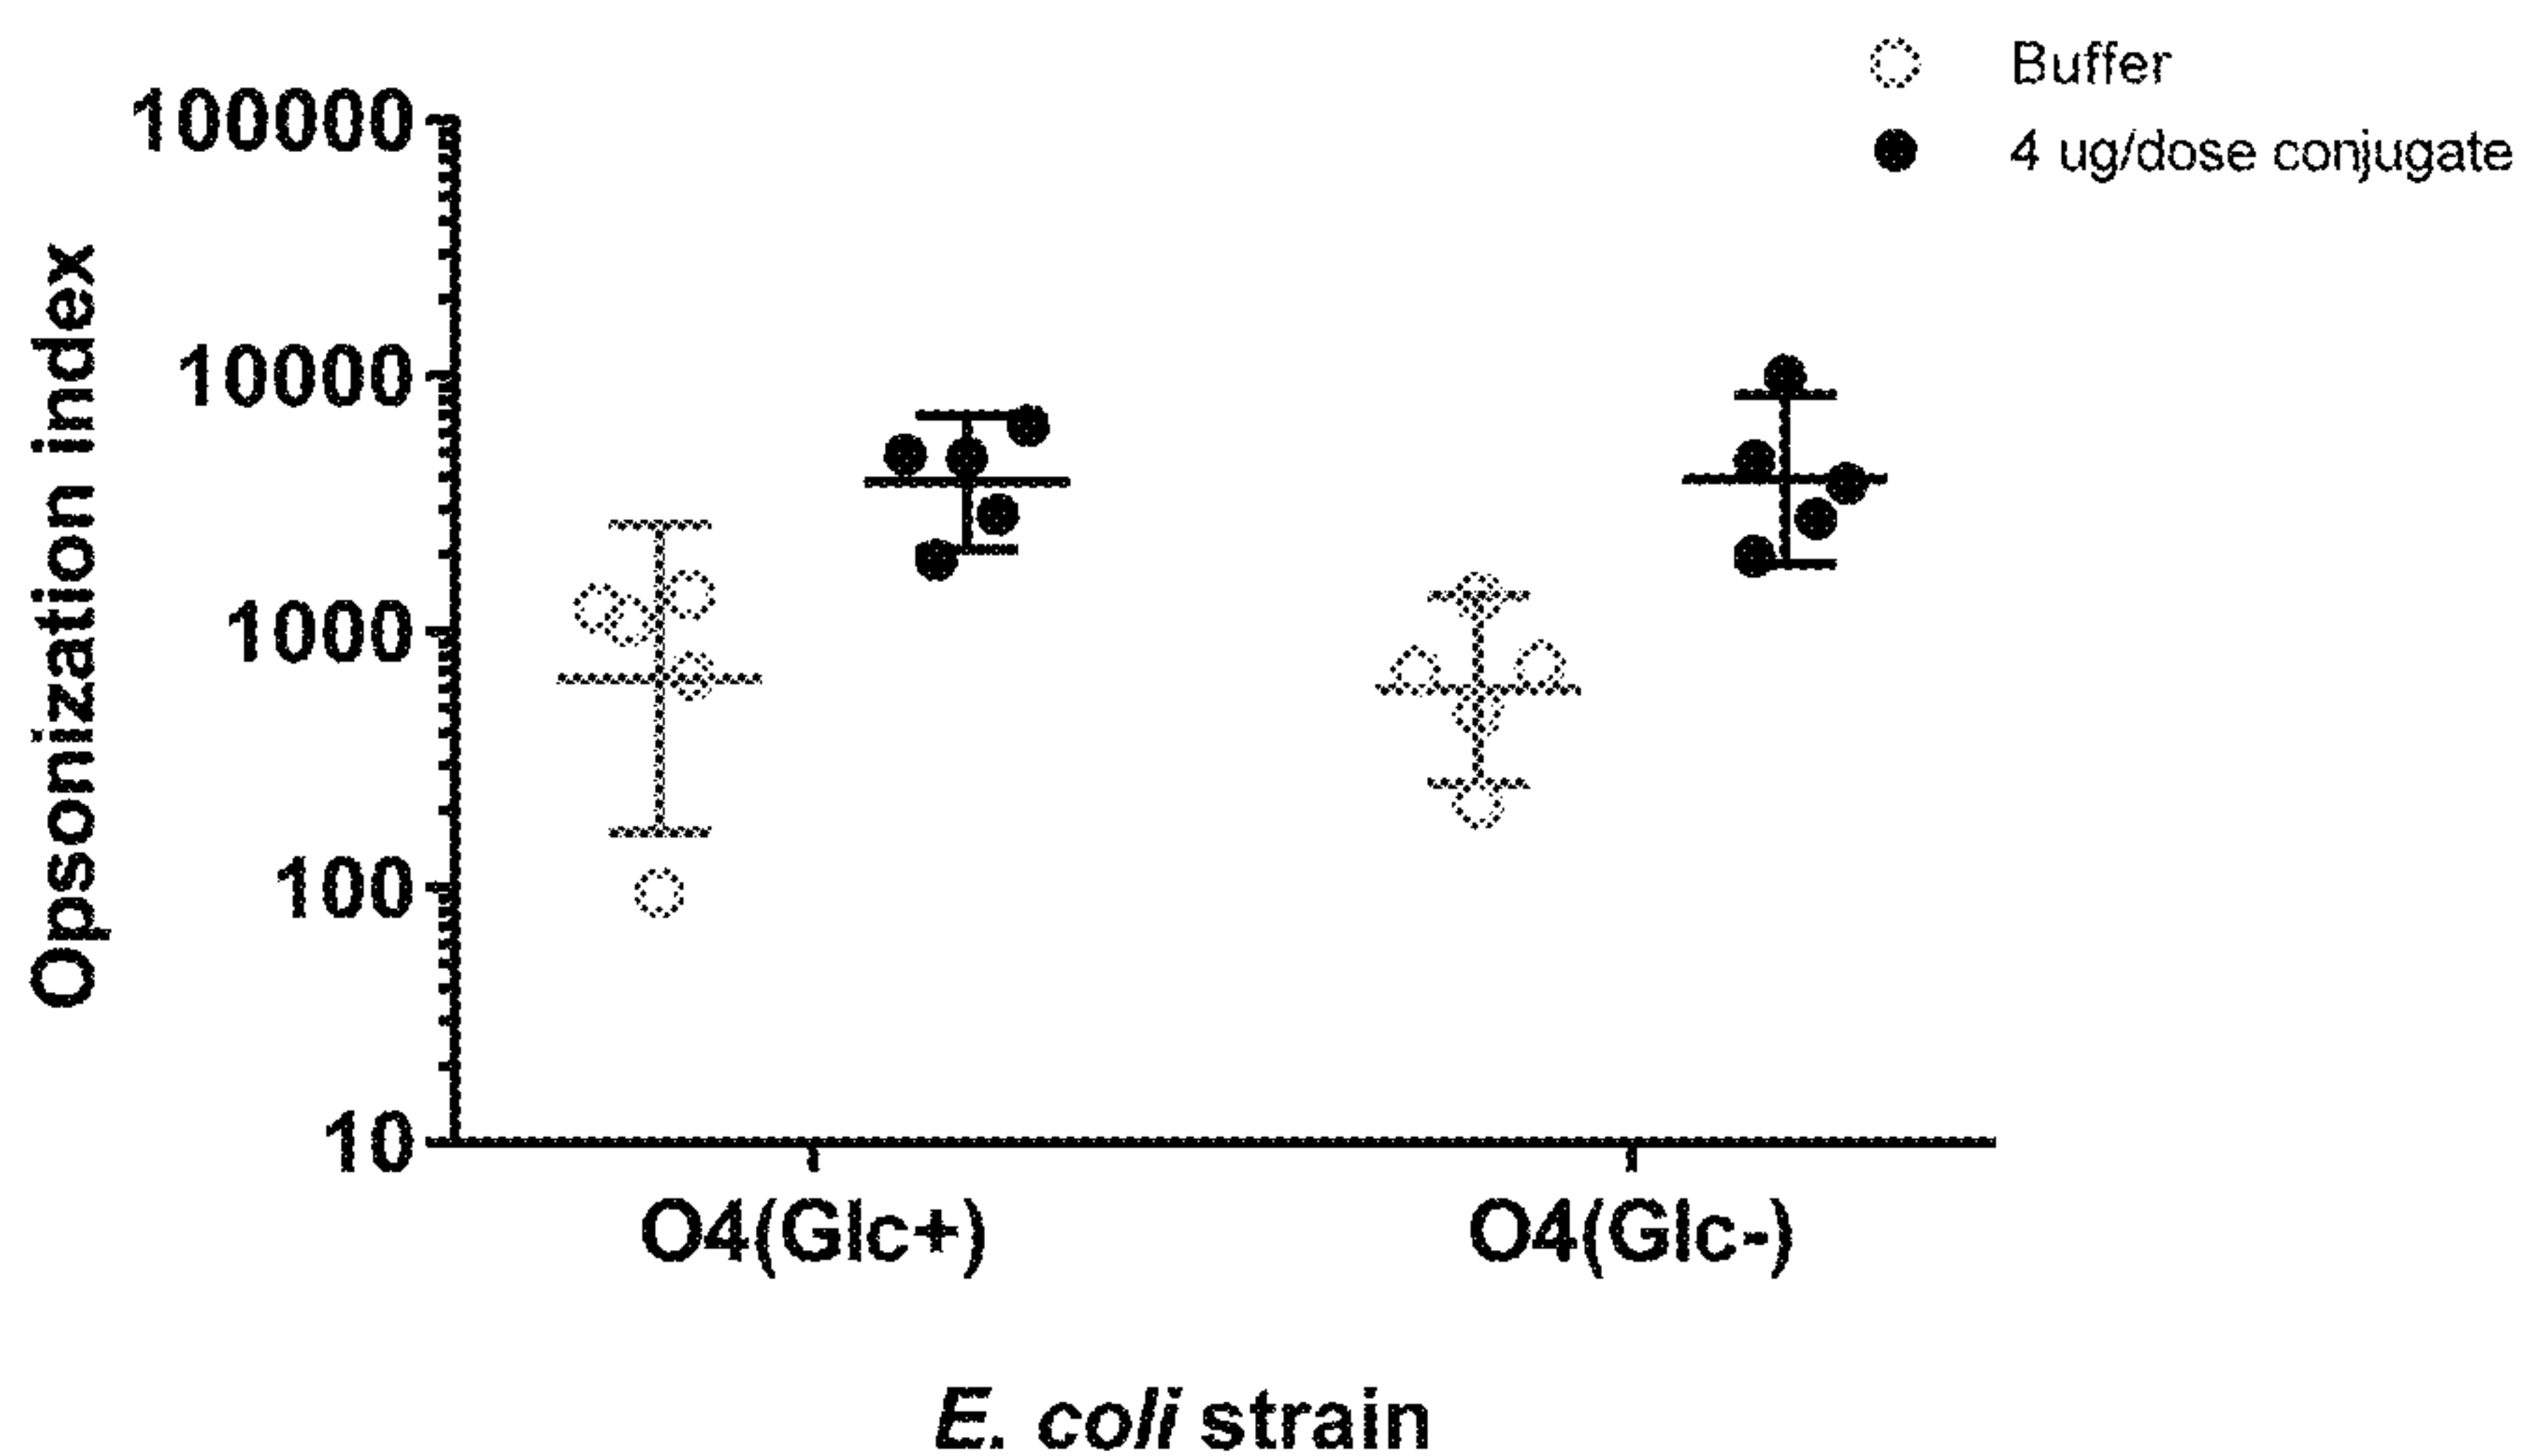 Buffer
4 ug/dose conjugate
Opsonization index
100000
10000
1000
100
10
O4(Glc+)
O4(Glc-)
E. coli strain